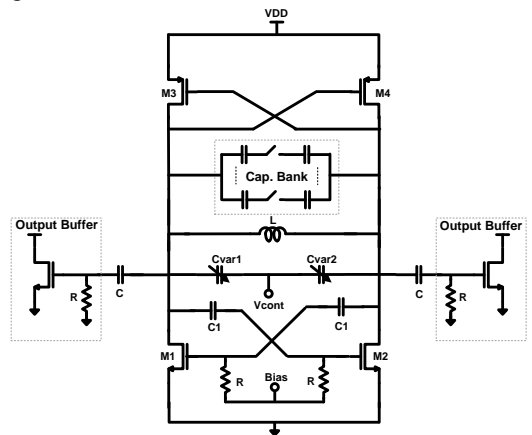 VDD
M3
M4
Cap. Bank
Output Buffer
Output Buffer
L
Cvar1
Cvar2
R
C
Vcont
C
R
C1
C1
M1
M2
R
Bias
R